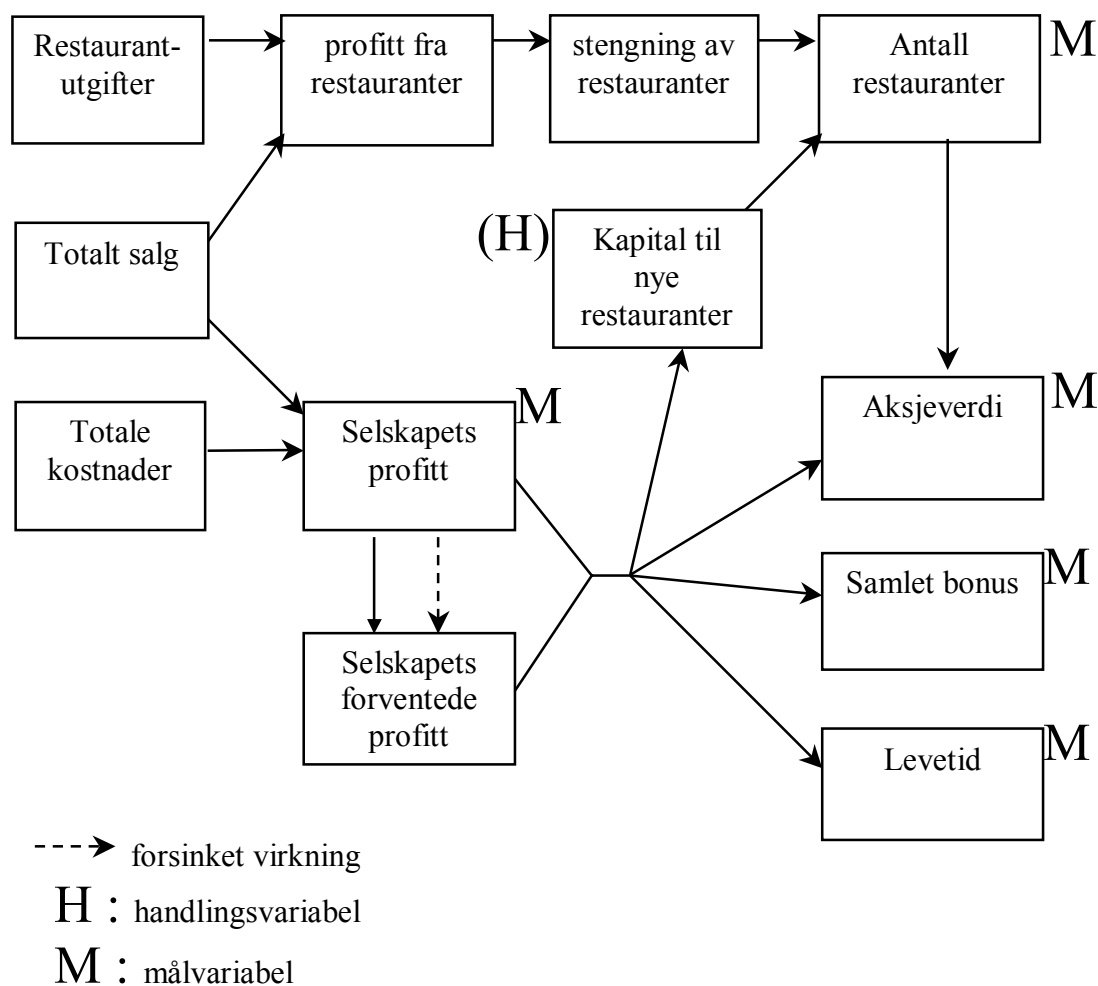 Restaurant-
utgifter
profitt fra
restauranter
stengning av
restauranter
Antall
restauranter
M
Totalt salg
(H)
Kapital til
nye
restauranter
Totale
kostnader
Selskapets
profitt
M
Aksjeverdi
M
Samlet bonus
M
Selskapets
forventede
profitt
Levetid
M
forsinket virkning
H : handlingsvariabel
M : målvariabel